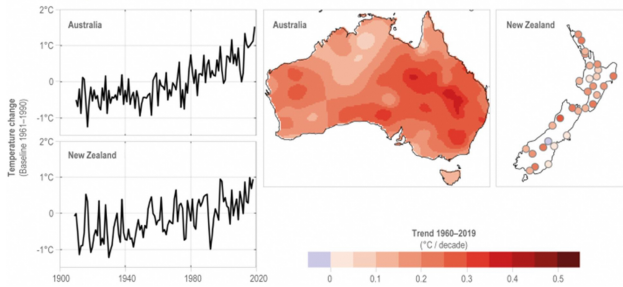 2°C
Australia
1°C
0
-1°C
Temperature change
(Baseline 1961–1990)
2°C
New Zealand
1°C
0
-1°C
1900 1940 1980 2020
Australia
New Zealand
Trend 1960–2019
(°C / decade)
0 0.1 0.2 0.3 0.4 0.5